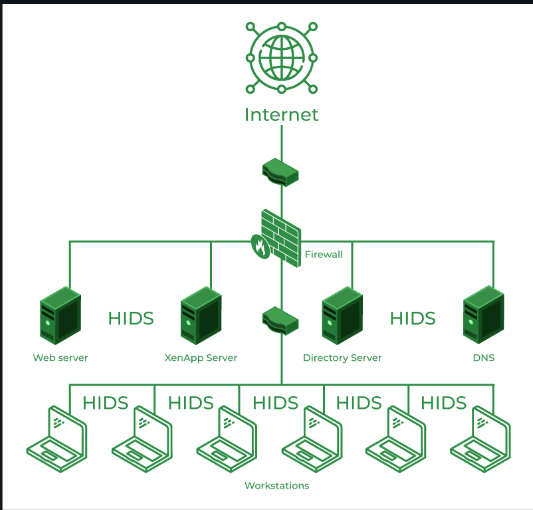 Internet
Firewall
HIDS
HIDS
Web server
XenApp Server
Directory Server
DNS
HIDS
HIDS
HIDS
HIDS
HIDS
Workstations